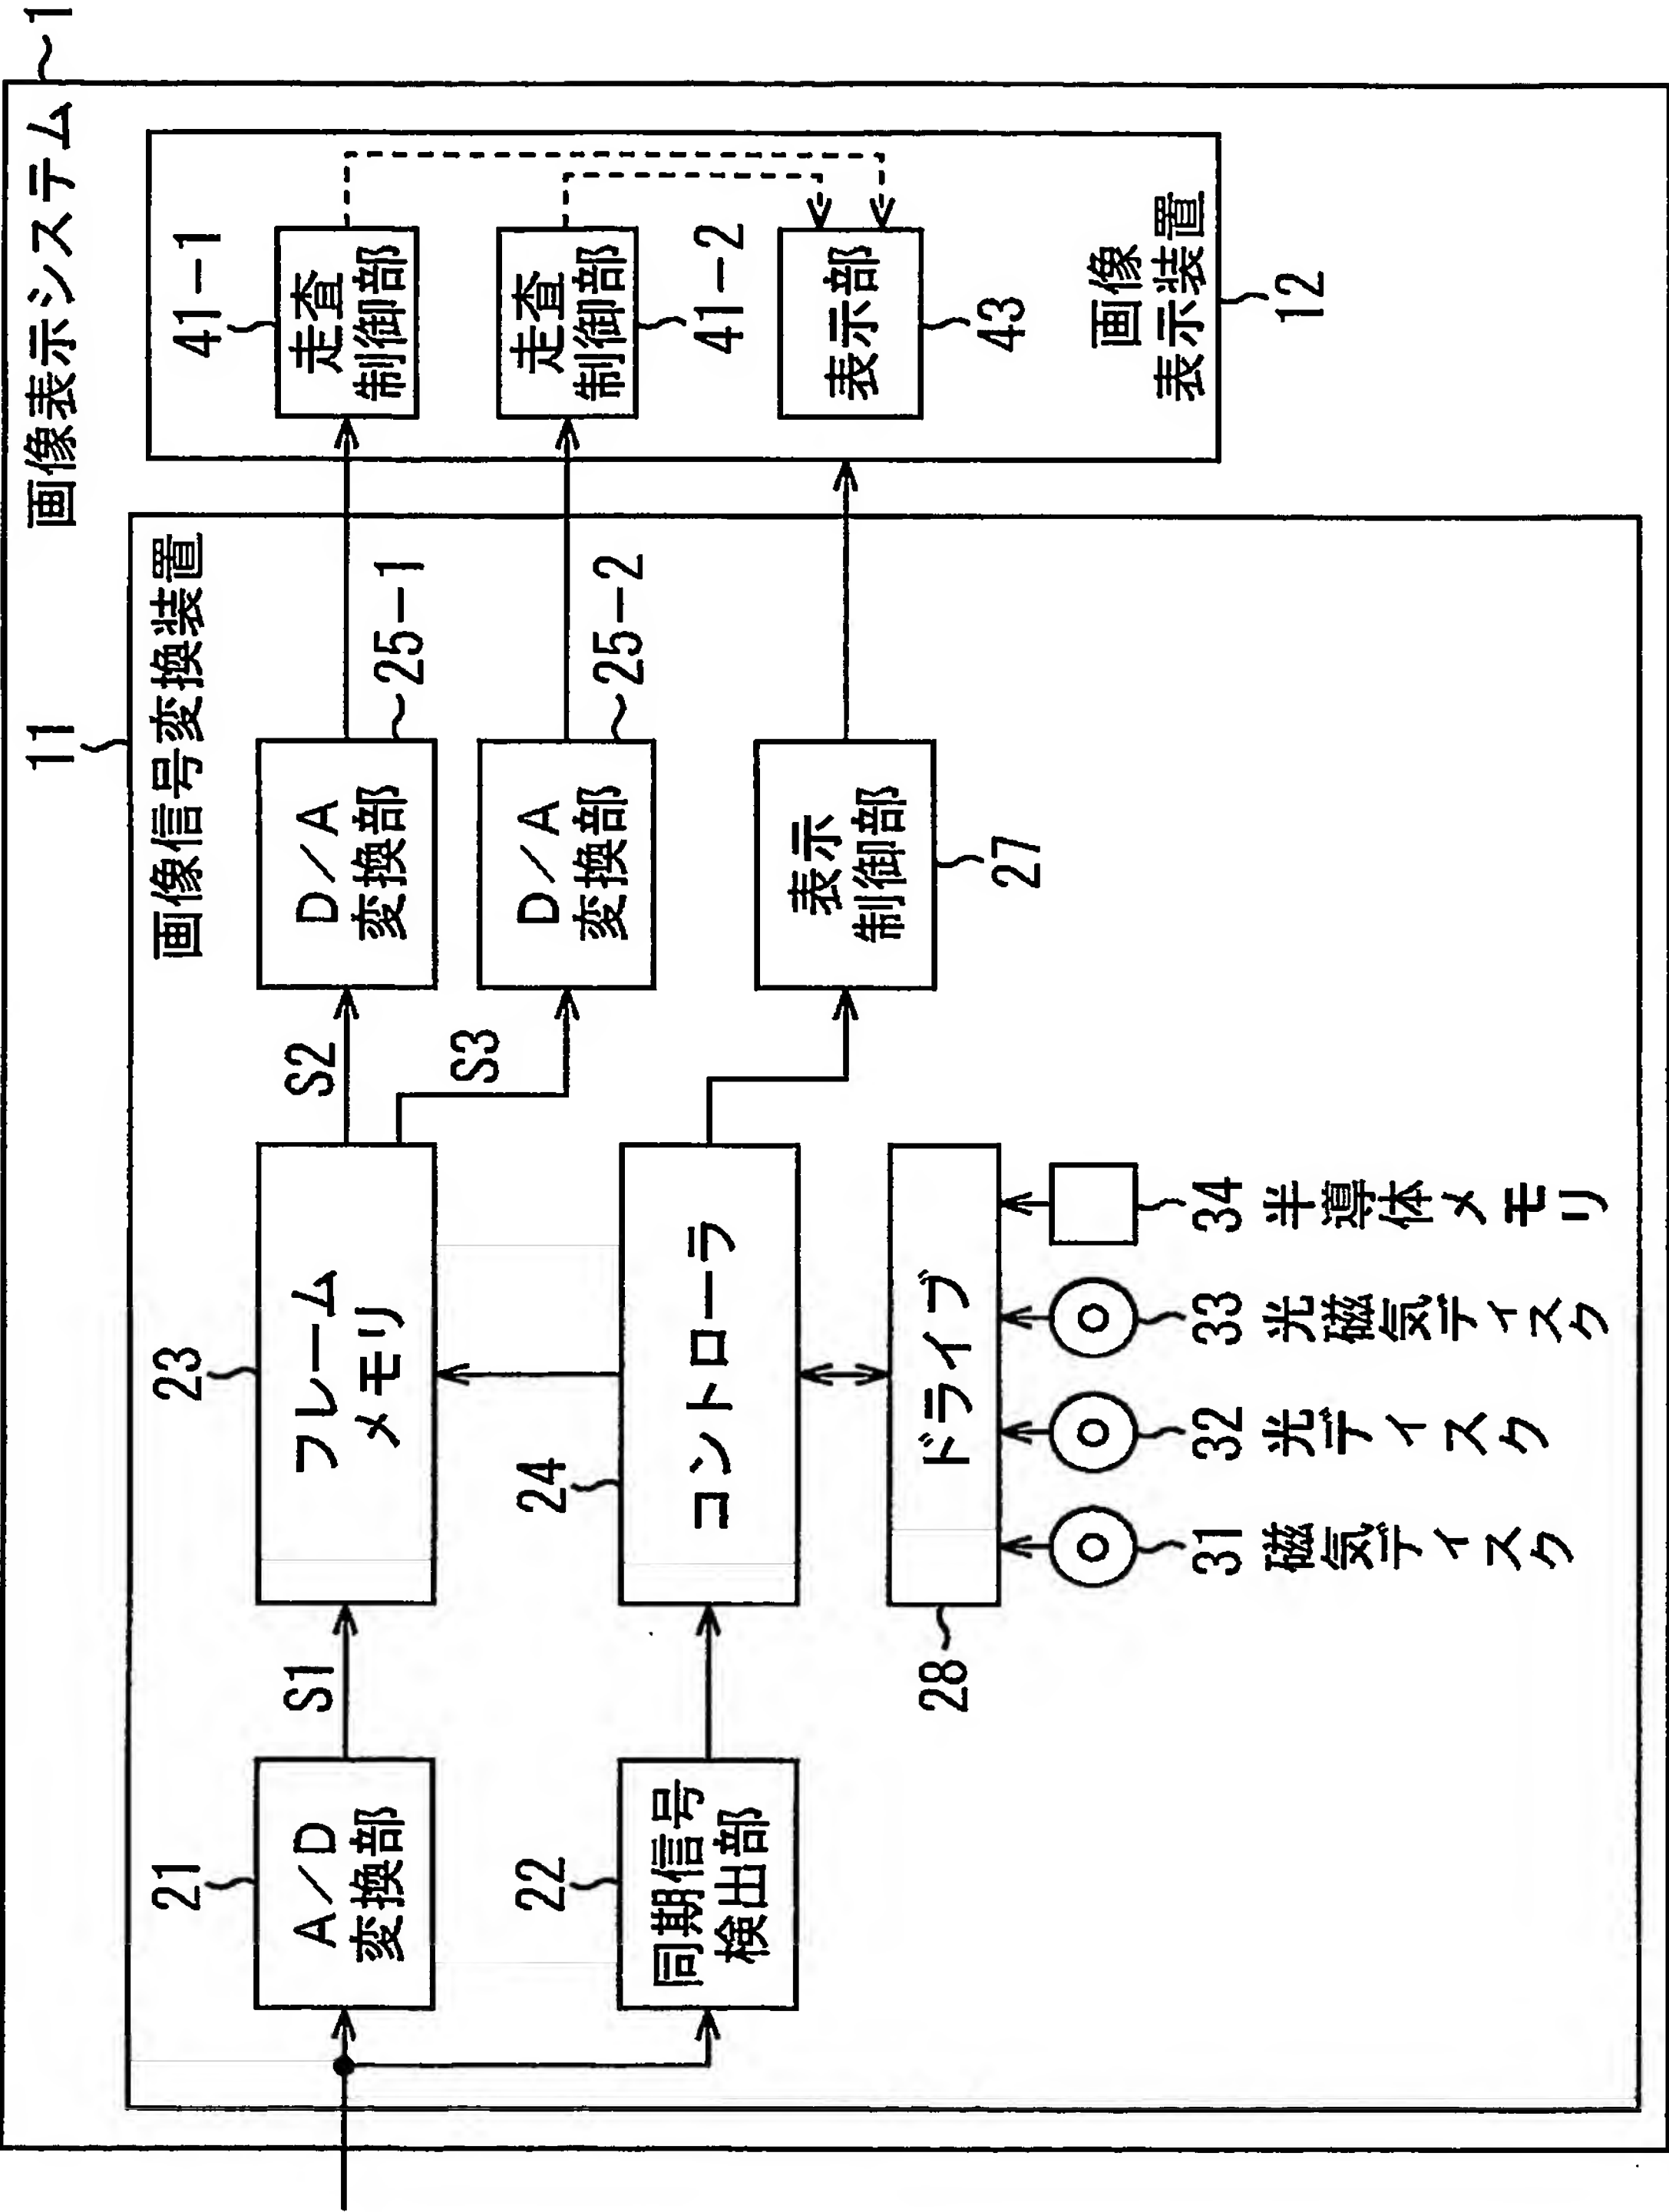 画像表示システム
~1
11
画像信号変換装置
21
A/D
変換部
S1
23
フレーム
メモリ
S2
S3
D/A
変換部
25-1
D/A
変換部
25-2
22
同期信号
検出部
24
コントローラ
表示
制御部
27
28
ドライブ
31
磁気ディスク
32
光ディスク
33
光磁気ディスク
34
半導体メモリ
41-1
走査
制御部
走査
制御部
41-2
表示部
43
画像
表示装置
12